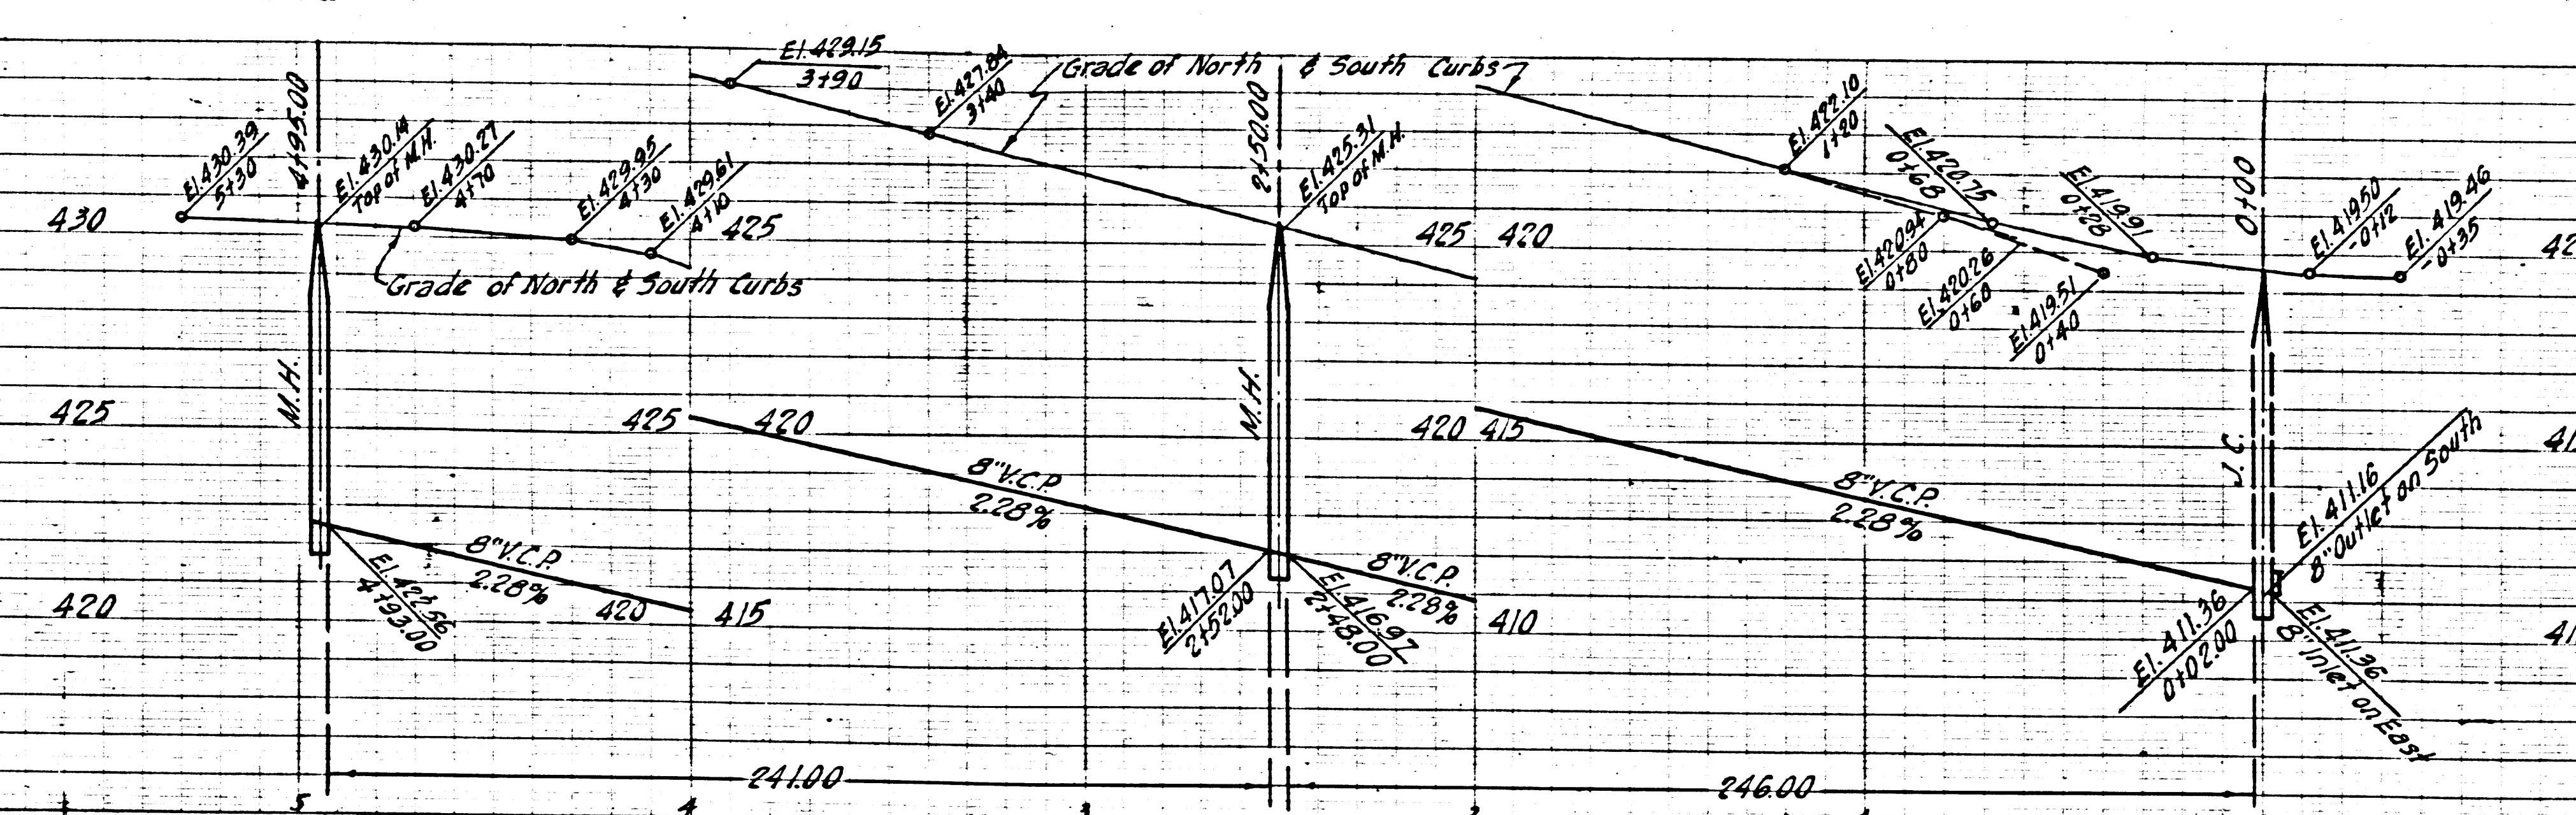 El. 430.39
5+30
4+95.00
El. 430.14
Top of M.H.
El. 430.27
4+70
El. 429.95
4+30
El. 429.61
4+10
El. 429.15
3+90
El. 427.84
3+40
Grade of North & South Curbs
2+50.00
El. 425.31
Top of M.H.
El. 422.10
1+20
El. 420.75
0+68
El. 419.91
0+28
0+00
El. 419.50
-0+12
El. 419.46
-0+35
430
425
425
420
El. 420.94
0+80
El. 420.26
0+60
El. 419.51
0+40
Grade of North & South Curbs
M.H.
M.H.
J.C.
425
425
420
420
415
8" V.C.P.
2.28%
8" V.C.P.
2.28%
8" V.C.P.
2.28%
8" V.C.P.
2.28%
El. 411.16
8" Outlet on South
El. 423.56
4+93.00
420
420
415
El. 417.07
2+52.00
El. 416.97
2+48.00
410
El. 411.36
0+02.00
El. 411.36
8" Inlet on East
241.00
246.00
5
4